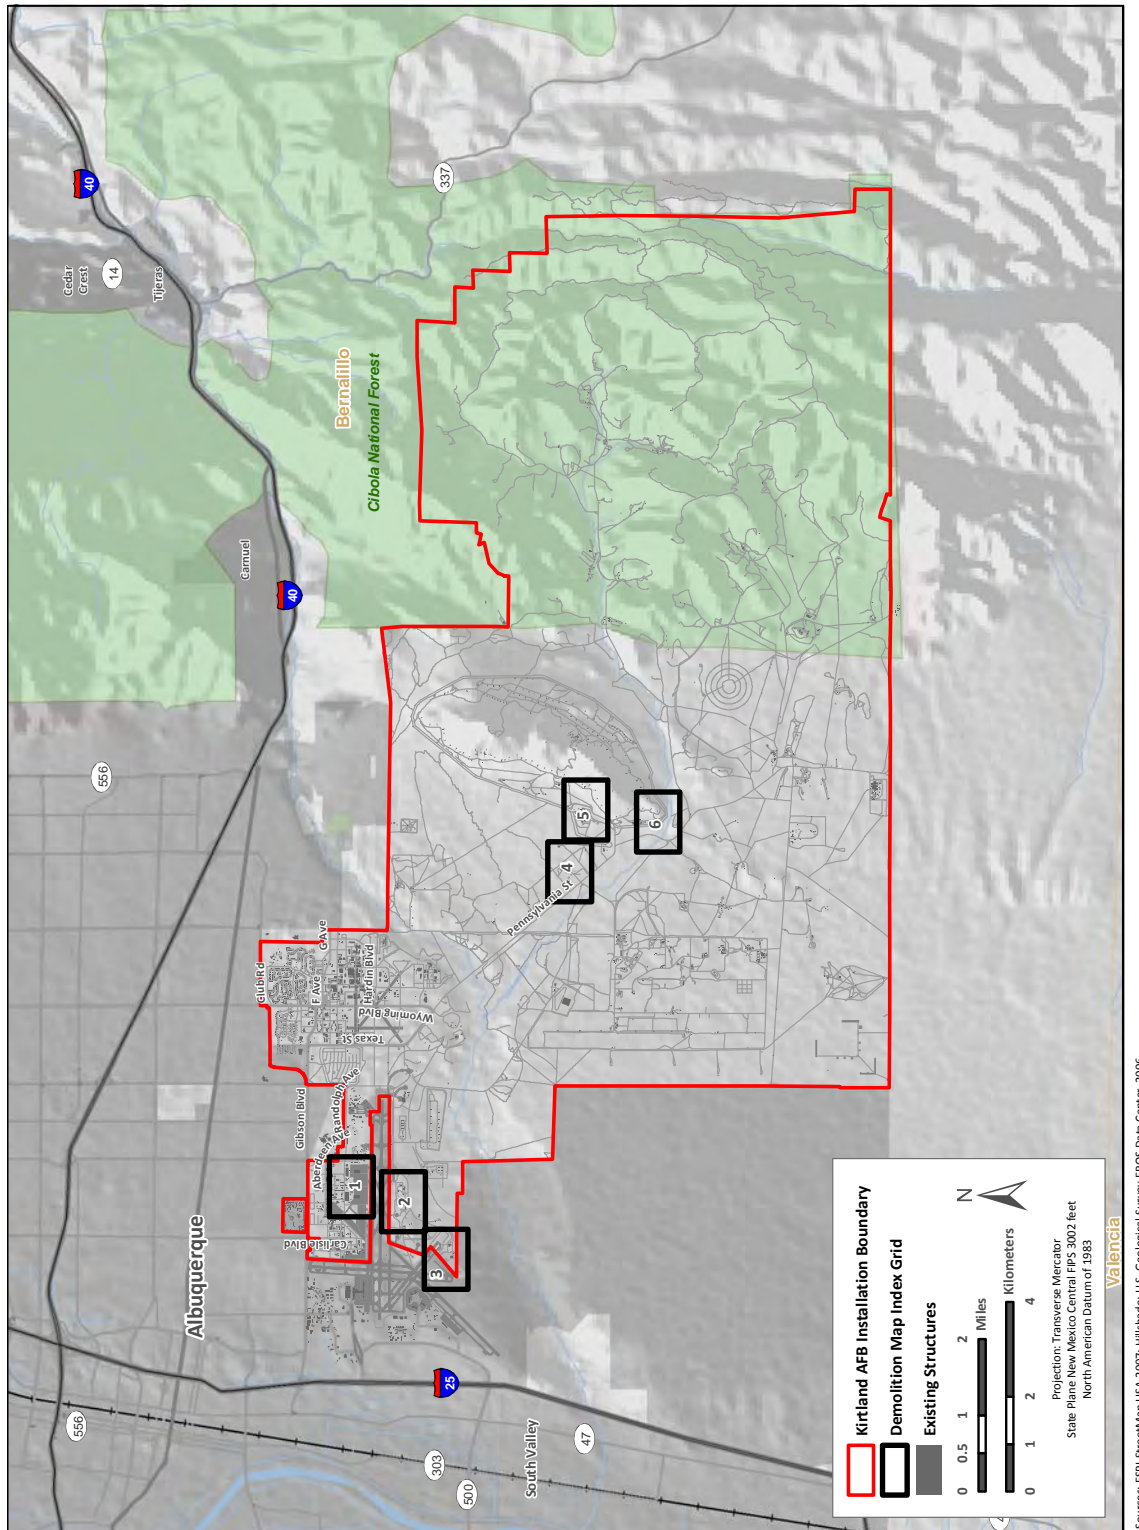 40
Cedar
Crest
14
Tijeras
337
Bernalillo
Cibola National Forest
Carnuel
40
556
Club Rd
G Ave
F Ave
Hardin Blvd
Wyoming Blvd
Texas St
Pennsylvania St
4
5
6
Gibson Blvd
Randolph Ave
Aberdeen Ave
1
2
3
Carlisle Blvd
Albuquerque
25
556
303
500
South Valley
47
Valencia
Kirtland AFB Installation Boundary
Demolition Map Index Grid
Existing Structures
0 0.5 1 2
Miles
0 1 2 4
Kilometers
N
Projection: Transverse Mercator
State Plane New Mexico Central FIPS 3002 feet
North American Datum of 1983